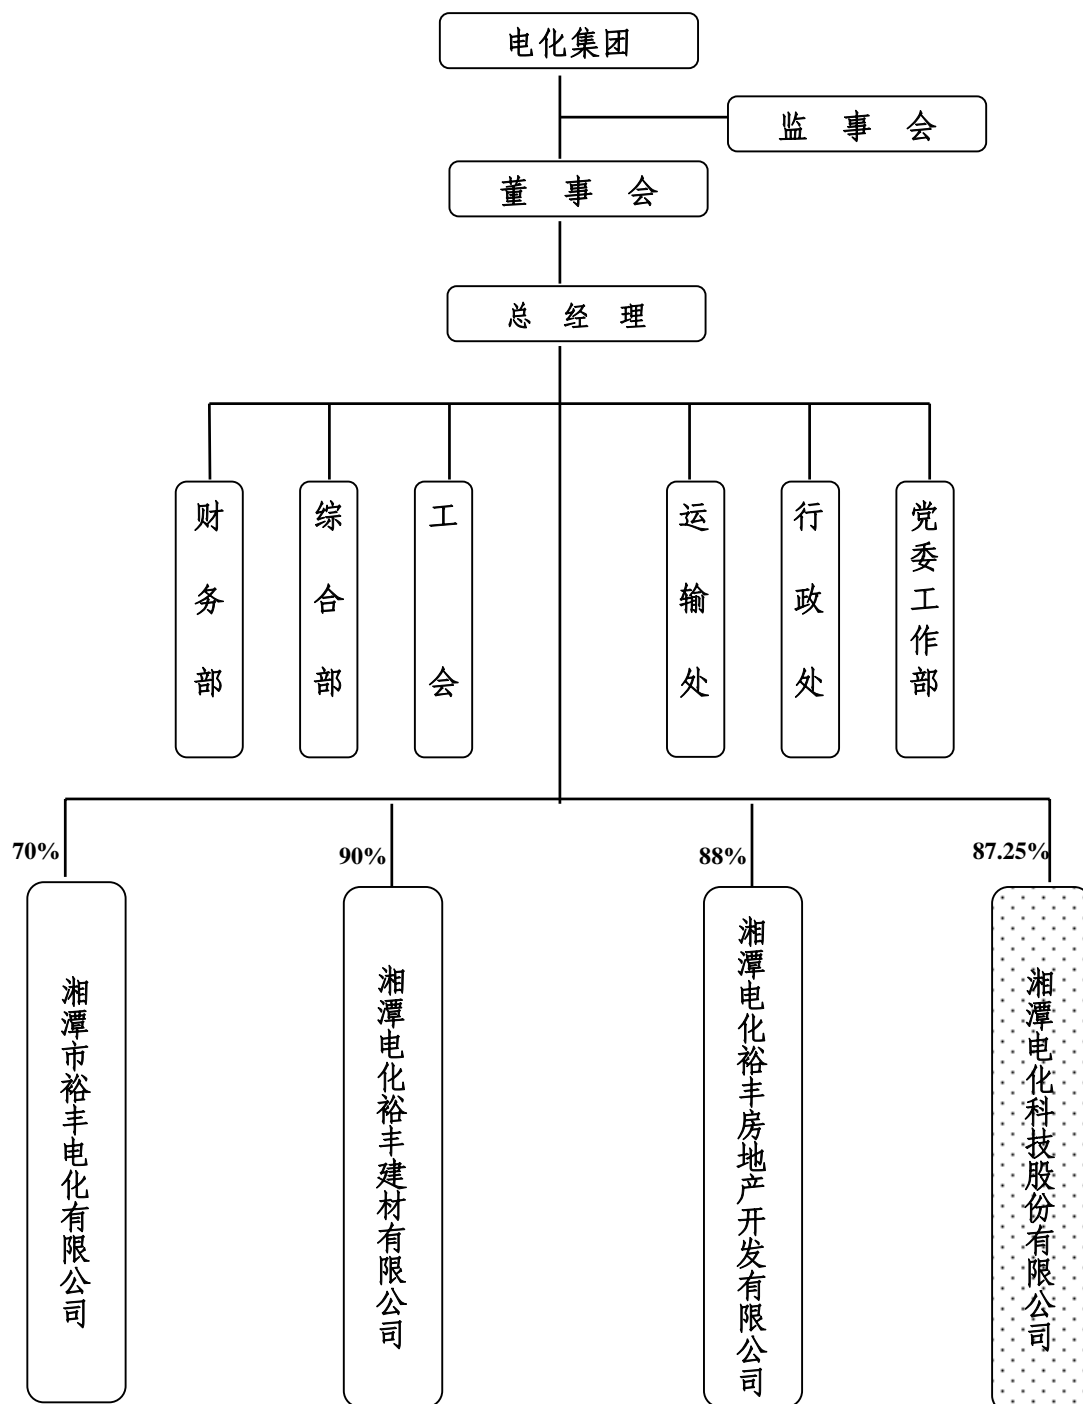 电化集团
监 事 会
董 事 会
总 经 理
财务部
综合部
工会
运输处
行政处
党委工作部
70%
90%
88%
87.25%
湘潭市裕丰电化有限公司
湘潭电化裕丰建材有限公司
湘潭电化裕丰房地产开发有限公司
湘潭电化科技股份有限公司